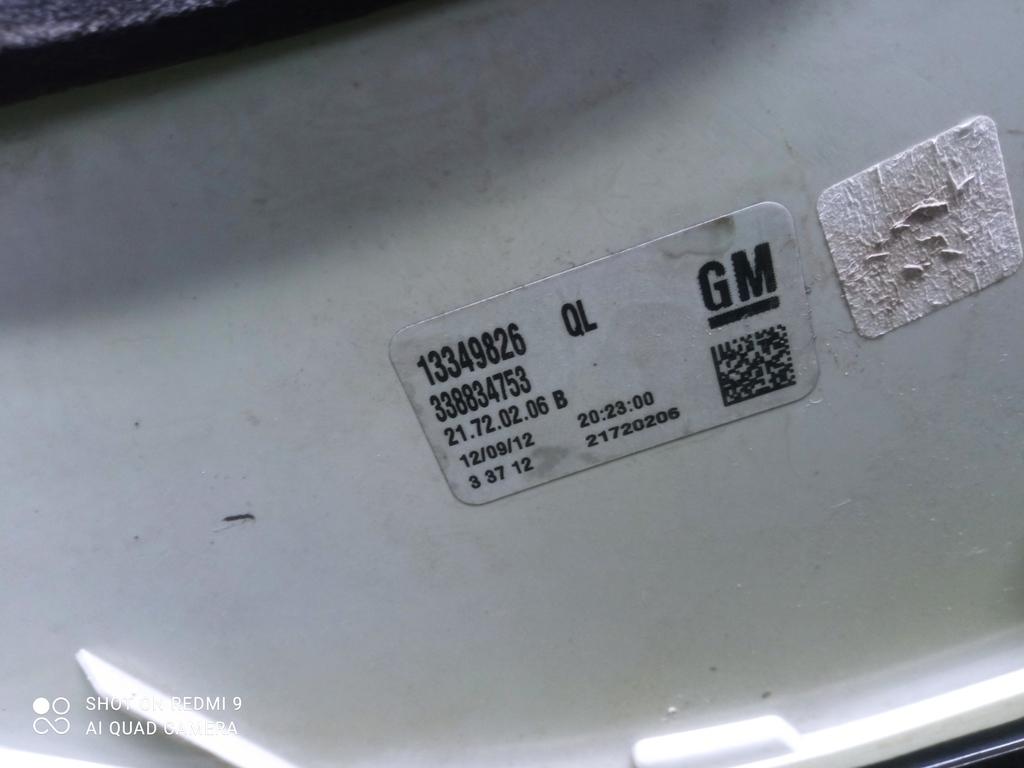 13349826 QL GM
338834753
21.72.02.06 B
12/09/12 20:23:00
3 37 12 21720206
SHOT ON REDMI 9
AI QUAD CAMERA